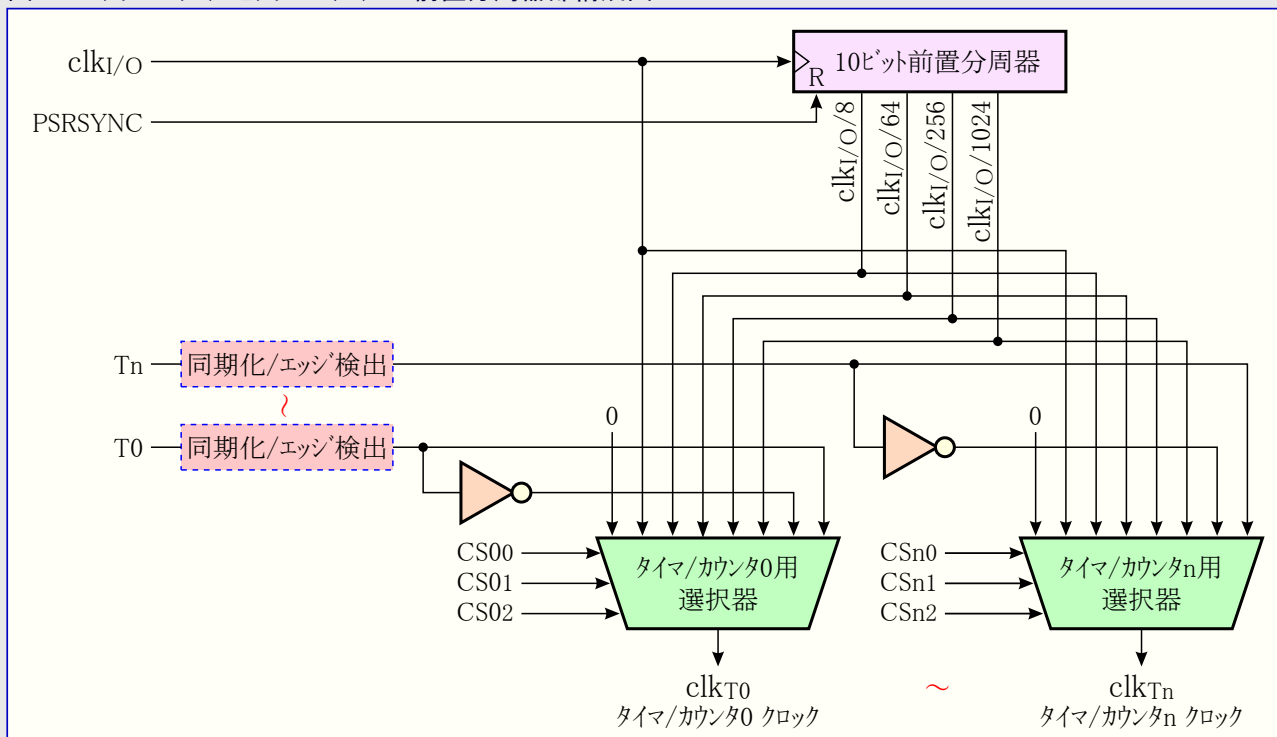 clkI/O
10ビット前置分周器
R
PSRSYNC
clkI/O/8
clkI/O/64
clkI/O/256
clkI/O/1024
Tn
同期化/エッジ検出
~
T0
同期化/エッジ検出
0
0
CS00
CS01
CS02
タイマ/カウンタ0用
選択器
CSn0
CSn1
CSn2
タイマ/カウンタn用
選択器
clkT0
タイマ/カウンタ0 クロック
~
clkTn
タイマ/カウンタn クロック